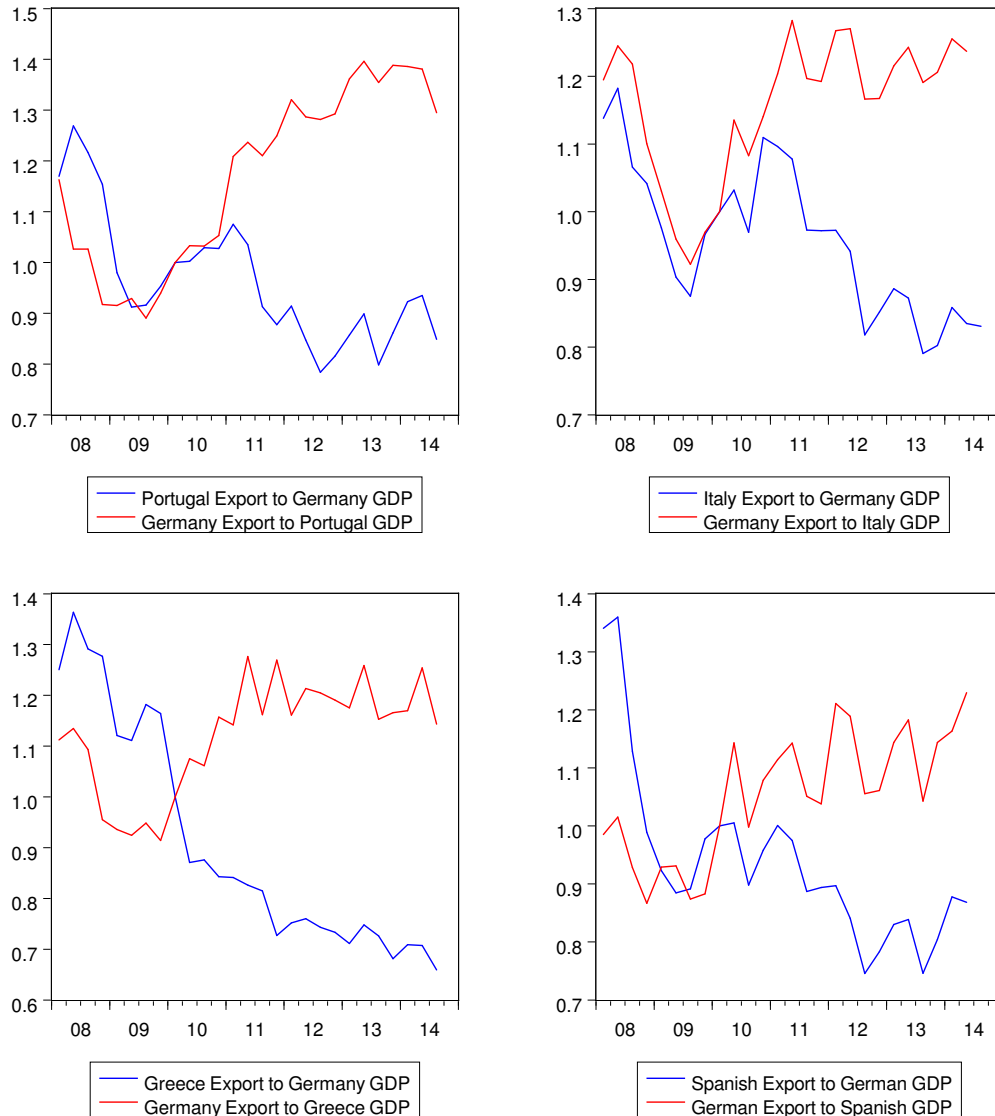 1.5
1.4
1.3
1.2
1.1
1.0
0.9
0.8
0.7
08 09 10 11 12 13 14
Portugal Export to Germany GDP
Germany Export to Portugal GDP
1.3
1.2
1.1
1.0
0.9
0.8
0.7
08 09 10 11 12 13 14
Italy Export to Germany GDP
Germany Export to Italy GDP
1.4
1.3
1.2
1.1
1.0
0.9
0.8
0.7
0.6
08 09 10 11 12 13 14
Greece Export to Germany GDP
Germany Export to Greece GDP
1.4
1.3
1.2
1.1
1.0
0.9
0.8
0.7
08 09 10 11 12 13 14
Spanish Export to German GDP
German Export to Spanish GDP